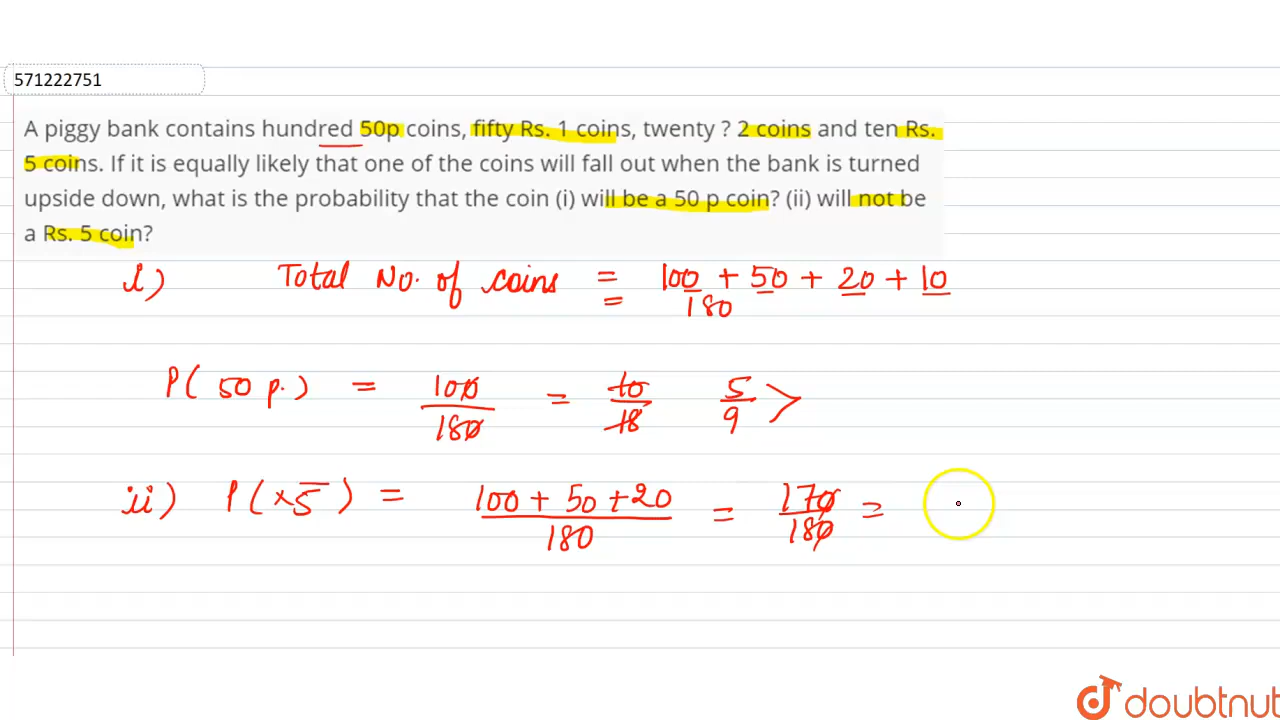 571222751
A piggy bank contains hundred 50p coins, fifty Rs. 1 coins, twenty ? 2 coins and ten Rs.
5 coins. If it is equally likely that one of the coins will fall out when the bank is turned
upside down, what is the probability that the coin (i) will be a 50 p coin? (ii) will not be
a Rs. 5 coin?
i) Total No. of coins = 100 + 50 + 20 + 10
= 180
P( 50 p. ) = 100/180 = 10/18 5/9 >
ii) P( ×5 ) = 100 + 50 + 20/180 = 170/180 =
doubtnut